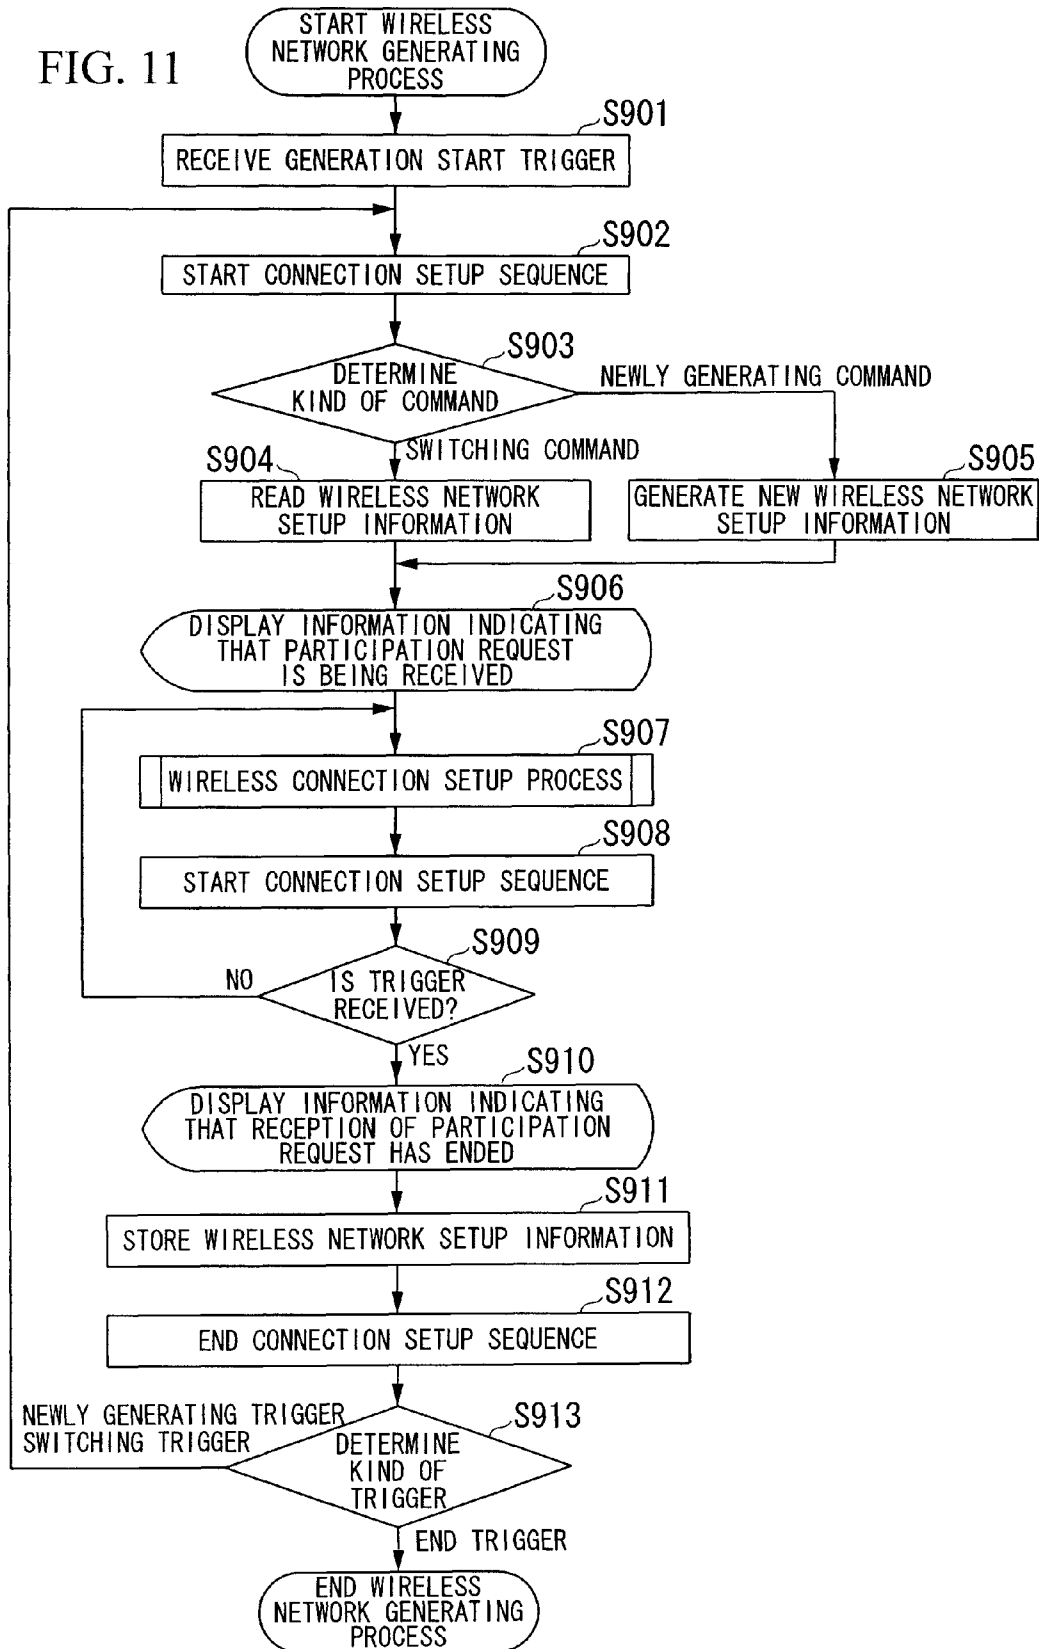 FIG. 11
START WIRELESS
NETWORK GENERATING
PROCESS
S901
RECEIVE GENERATION START TRIGGER
S902
START CONNECTION SETUP SEQUENCE
S903
DETERMINE
KIND OF COMMAND
NEWLY GENERATING COMMAND
SWITCHING COMMAND
S904
READ WIRELESS NETWORK
SETUP INFORMATION
S905
GENERATE NEW WIRELESS NETWORK
SETUP INFORMATION
S906
DISPLAY INFORMATION INDICATING
THAT PARTICIPATION REQUEST
IS BEING RECEIVED
S907
WIRELESS CONNECTION SETUP PROCESS
S908
START CONNECTION SETUP SEQUENCE
S909
IS TRIGGER
RECEIVED?
NO
YES
S910
DISPLAY INFORMATION INDICATING
THAT RECEPTION OF PARTICIPATION
REQUEST HAS ENDED
S911
STORE WIRELESS NETWORK SETUP INFORMATION
S912
END CONNECTION SETUP SEQUENCE
NEWLY GENERATING TRIGGER
SWITCHING TRIGGER
S913
DETERMINE
KIND OF
TRIGGER
END TRIGGER
END WIRELESS
NETWORK GENERATING
PROCESS